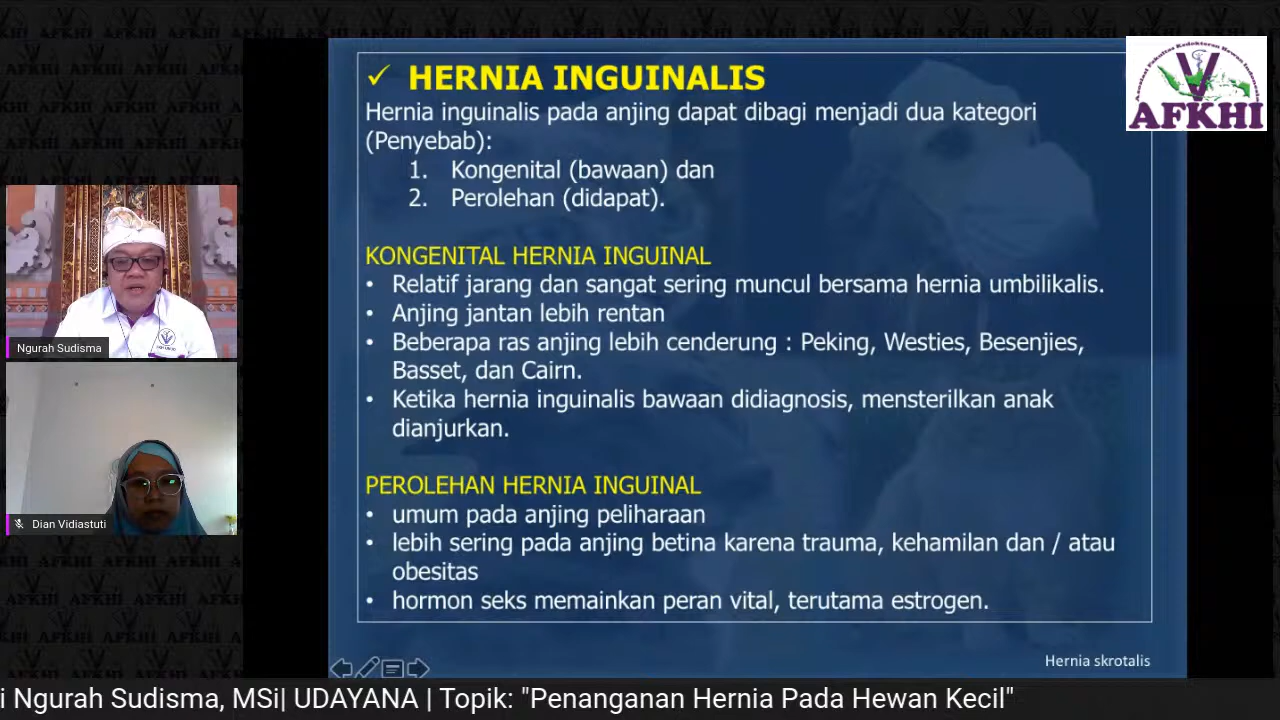 ✓ HERNIA INGUINALIS
Hernia inguinalis pada anjing dapat dibagi menjadi dua kategori
(Penyebab):
1. Kongenital (bawaan) dan
2. Perolehan (didapat).
KONGENITAL HERNIA INGUINAL
• Relatif jarang dan sangat sering muncul bersama hernia umbilikalis.
• Anjing jantan lebih rentan
• Beberapa ras anjing lebih cenderung : Peking, Westies, Besenjies,
Basset, dan Cairn.
• Ketika hernia inguinalis bawaan didiagnosis, mensterilkan anak
dianjurkan.
PEROLEHAN HERNIA INGUINAL
• umum pada anjing peliharaan
• lebih sering pada anjing betina karena trauma, kehamilan dan / atau
obesitas
• hormon seks memainkan peran vital, terutama estrogen.
Hernia skrotalis
AFKHI
Ngurah Sudisma
Dian Vidiastuti
i Ngurah Sudisma, MSi| UDAYANA | Topik: "Penanganan Hernia Pada Hewan Kecil"